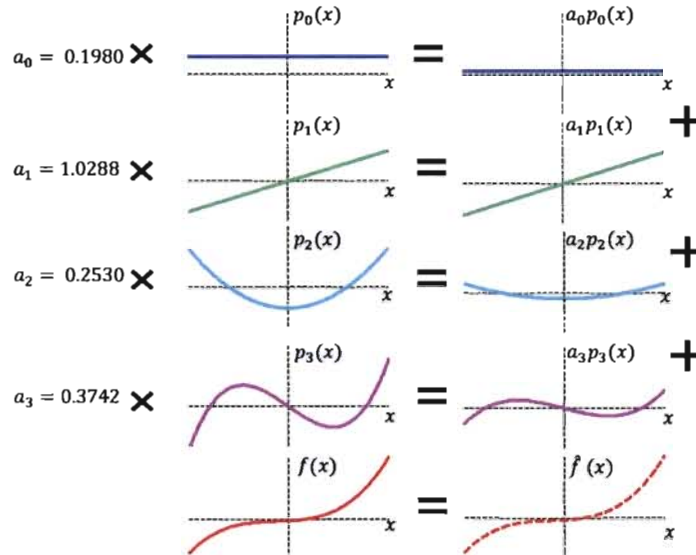 p₀(x) a₀p₀(x)
a₀ = 0.1980 × = x x
+
p₁(x) a₁p₁(x)
a₁ = 1.0288 × = x x
+
p₂(x) a₂p₂(x)
a₂ = 0.2530 × = x x
+
p₃(x) a₃p₃(x)
a₃ = 0.3742 × = x x
f(x) f̂(x)
= x x